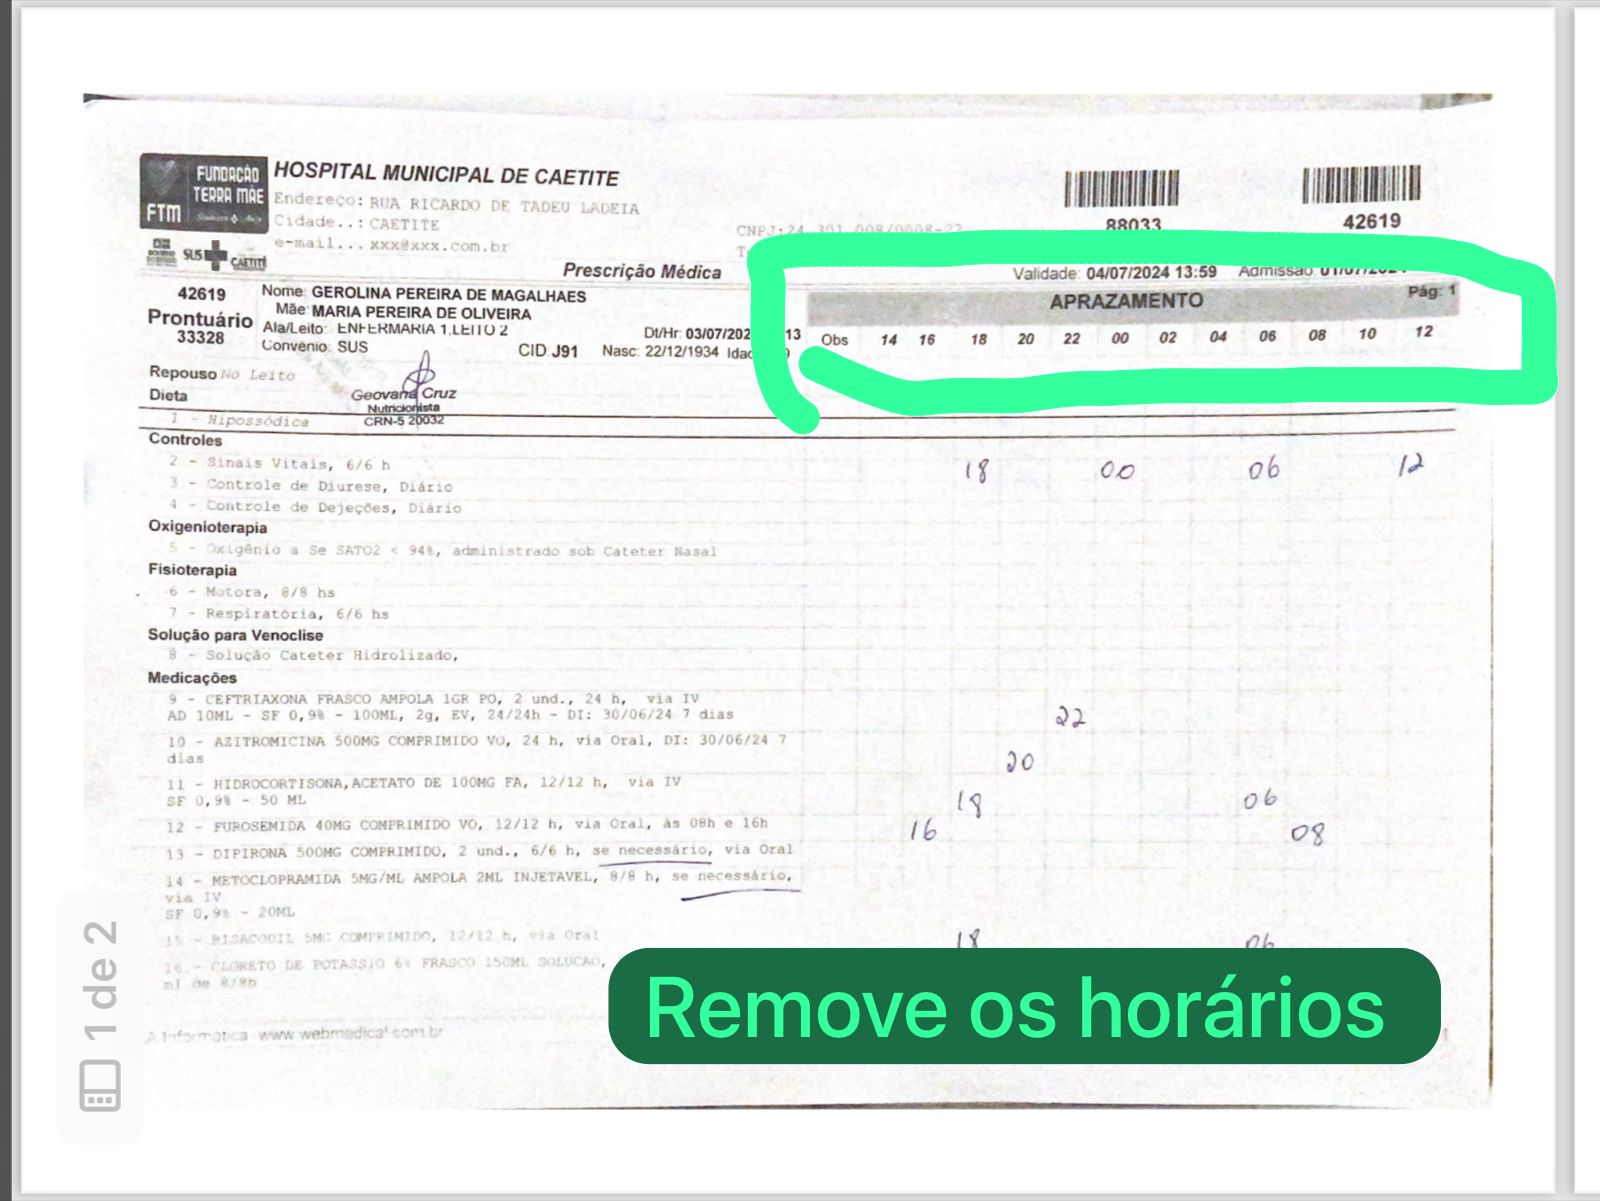 FUNDAÇÃO
TERRA MÃE
FTM
SUS
CAETITÉ
HOSPITAL MUNICIPAL DE CAETITE
Endereço: RUA RICARDO DE TADEU LADEIA
Cidade..: CAETITE
e-mail... xxx@xxx.com.br
88033
42619
Prescrição Médica
Validade: 04/07/2024 13:59
Admissão
42619
Prontuário
33328
Nome: GEROLINA PEREIRA DE MAGALHAES
Mãe: MARIA PEREIRA DE OLIVEIRA
Ala/Leito: ENFERMARIA 1,LEITO 2
Convenio: SUS
CID J91
Dt/Hr: 03/07/202 13
Nasc: 22/12/1934
APRAZAMENTO
Pág: 1
Obs 14 16 18 20 22 00 02 04 06 08 10 12
Repouso No Leito
Dieta
Geovana Cruz
Nutricionista
CRN-5 20032
1 - Hipossódica
Controles
2 - Sinais Vitais, 6/6 h 18 00 06 12
3 - Controle de Diurese, Diário
4 - Controle de Dejeções, Diário
Oxigenioterapia
5 - Oxigênio a Se SATO2 < 94%, administrado sob Cateter Nasal
Fisioterapia
6 - Motora, 8/8 hs
7 - Respiratória, 6/6 hs
Solução para Venoclise
8 - Solução Cateter Hidrolizado,
Medicações
9 - CEFTRIAXONA FRASCO AMPOLA 1GR PO, 2 und., 24 h, via IV
AD 10ML - SF 0,9% - 100ML, 2g, EV, 24/24h - DI: 30/06/24 7 dias 22
10 - AZITROMICINA 500MG COMPRIMIDO VO, 24 h, via Oral, DI: 30/06/24 7
dias 20
11 - HIDROCORTISONA,ACETATO DE 100MG FA, 12/12 h, via IV
SF 0,9% - 50 ML 18 06
12 - FUROSEMIDA 40MG COMPRIMIDO VO, 12/12 h, via Oral, às 08h e 16h 16 08
13 - DIPIRONA 500MG COMPRIMIDO, 2 und., 6/6 h, se necessário, via Oral
14 - METOCLOPRAMIDA 5MG/ML AMPOLA 2ML INJETAVEL, 8/8 h, se necessário,
via IV
SF 0,9% - 20ML
15 - BISACODIL 5MG COMPRIMIDO, 12/12 h, via Oral 18 06
16 - CLORETO DE POTASSIO 6% FRASCO 150ML SOLUCAO,
ml de 8/8h
A Informatica www.webmedical.com.br
Remove os horários
1 de 2